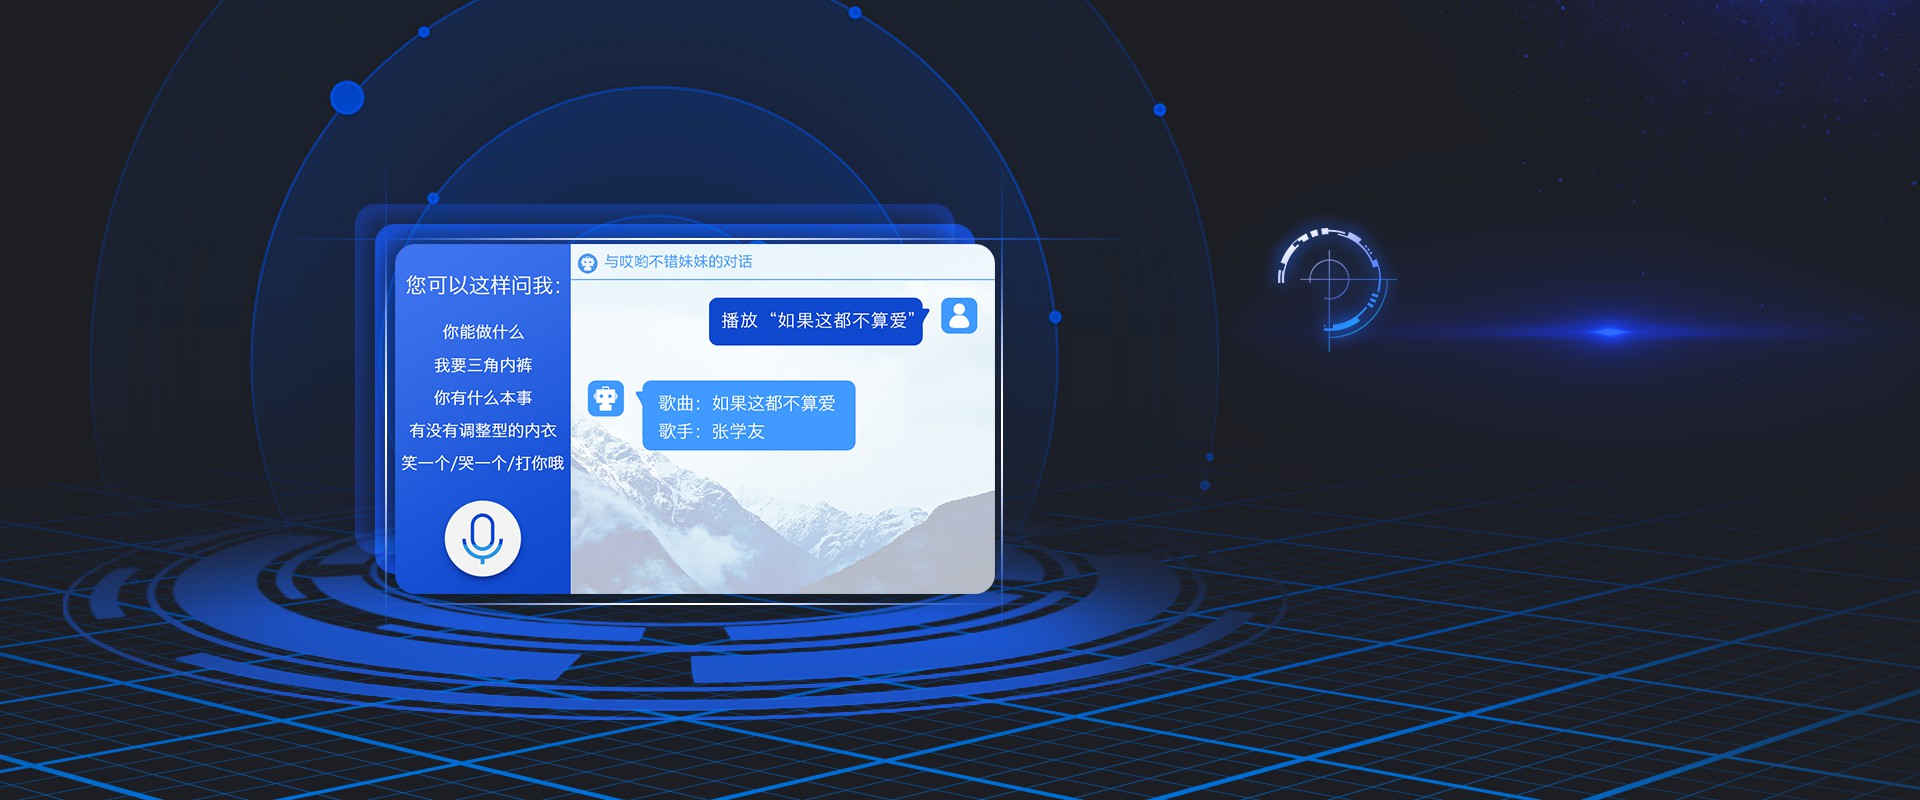 您可以这样问我：
你能做什么
我要三角内裤
你有什么本事
有没有调整型的内衣
笑一个/哭一个/打你哦
与哎哟不错妹妹的对话
播放“如果这都不算爱”
歌曲：如果这都不算爱
歌手：张学友